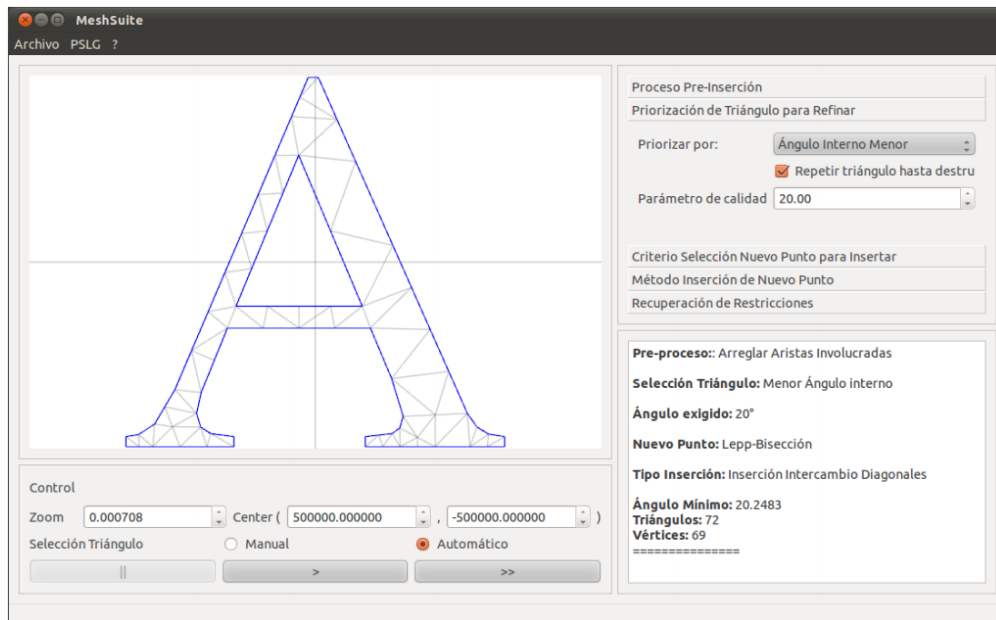 MeshSuite
Archivo PSLG ?
Proceso Pre-Inserción
Priorización de Triángulo para Refinar
Priorizar por: Ángulo Interno Menor
Repetir triángulo hasta destru
Parámetro de calidad 20.00
Criterio Selección Nuevo Punto para Insertar
Método Inserción de Nuevo Punto
Recuperación de Restricciones
Pre-proceso:: Arreglar Aristas Involucradas
Selección Triángulo: Menor Ángulo interno
Ángulo exigido: 20°
Nuevo Punto: Lepp-Bisección
Tipo Inserción: Inserción Intercambio Diagonales
Ángulo Mínimo: 20.2483
Triángulos: 72
Vértices: 69
===============
Control
Zoom 0.000708 Center ( 500000.000000 , -500000.000000 )
Selección Triángulo Manual Automático
|| > >>